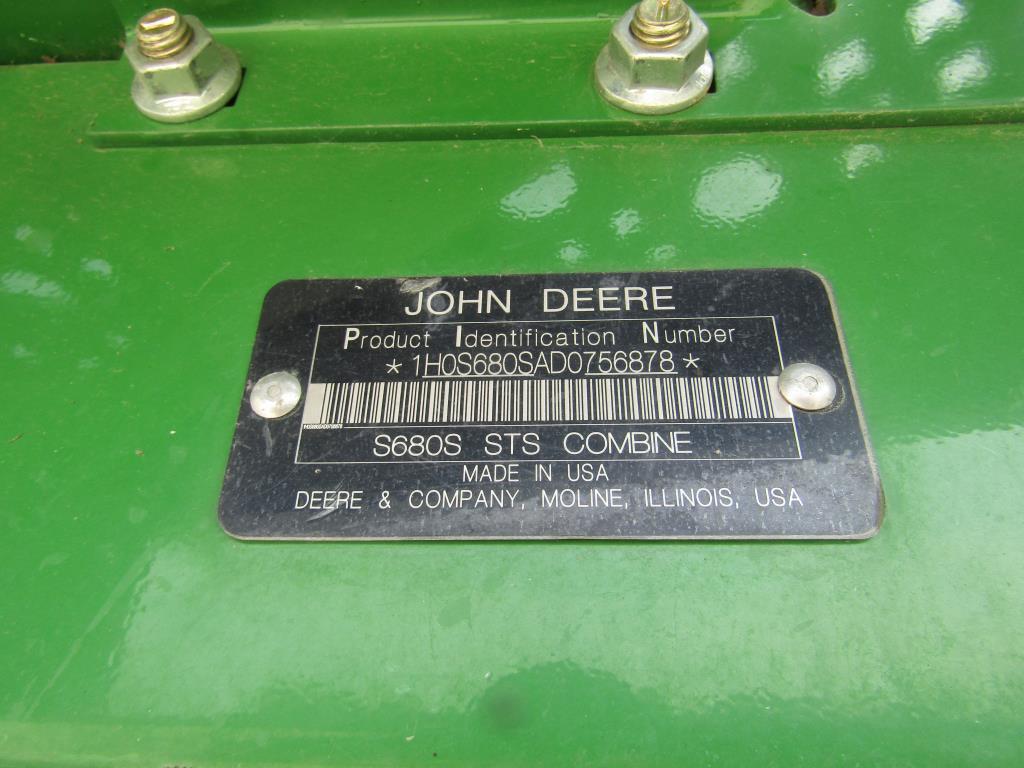 JOHN DEERE
Product Identification Number
*1H0S680SAD0756878*
S680S STS COMBINE
MADE IN USA
DEERE & COMPANY, MOLINE, ILLINOIS, USA